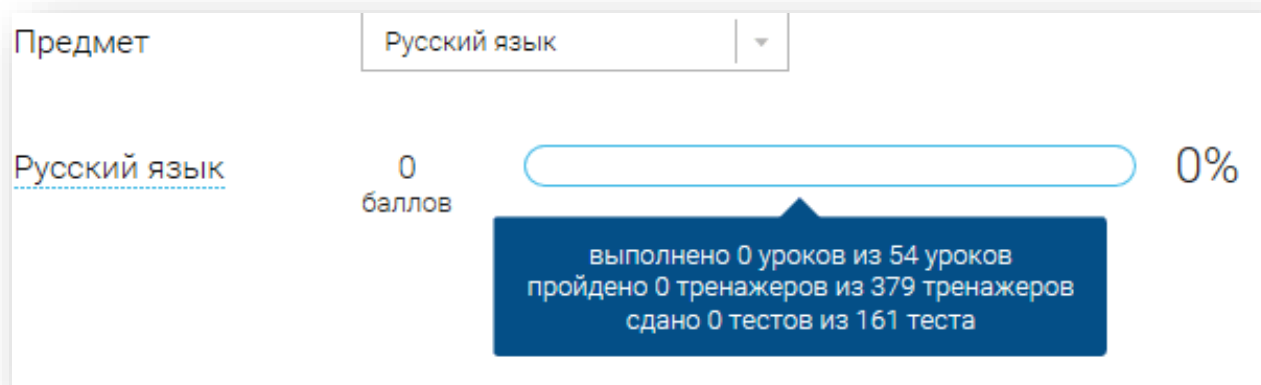 Предмет
Русский язык
Русский язык
0
баллов
0%
выполнено 0 уроков из 54 уроков
пройдено 0 тренажеров из 379 тренажеров
сдано 0 тестов из 161 теста